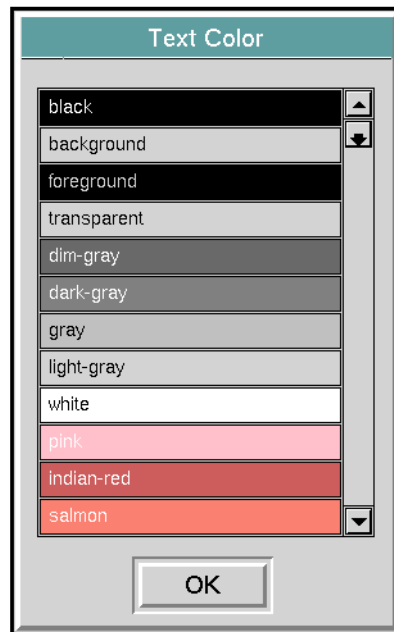 Text Color
black
background
foreground
transparent
dim-gray
dark-gray
gray
light-gray
white
pink
indian-red
salmon
OK